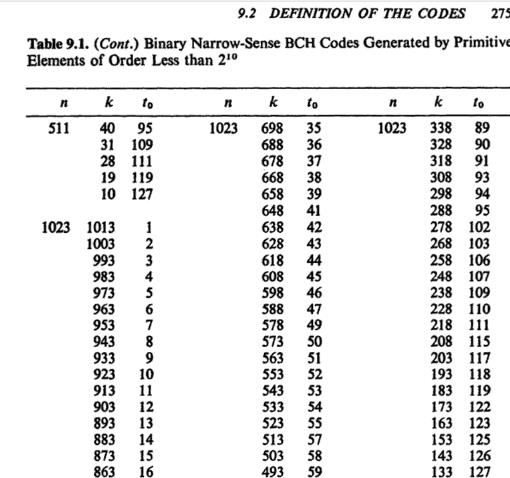 9.2 DEFINITION OF THE CODES 275
Table 9.1. (Cont.) Binary Narrow-Sense BCH Codes Generated by Primitive
Elements of Order Less than 2¹⁰
n k t₀ n k t₀ n k t₀
511 40 95 1023 698 35 1023 338 89
31 109 688 36 328 90
28 111 678 37 318 91
19 119 668 38 308 93
10 127 658 39 298 94
648 41 288 95
1023 1013 1 638 42 278 102
1003 2 628 43 268 103
993 3 618 44 258 106
983 4 608 45 248 107
973 5 598 46 238 109
963 6 588 47 228 110
953 7 578 49 218 111
943 8 573 50 208 115
933 9 563 51 203 117
923 10 553 52 193 118
913 11 543 53 183 119
903 12 533 54 173 122
893 13 523 55 163 123
883 14 513 57 153 125
873 15 503 58 143 126
863 16 493 59 133 127